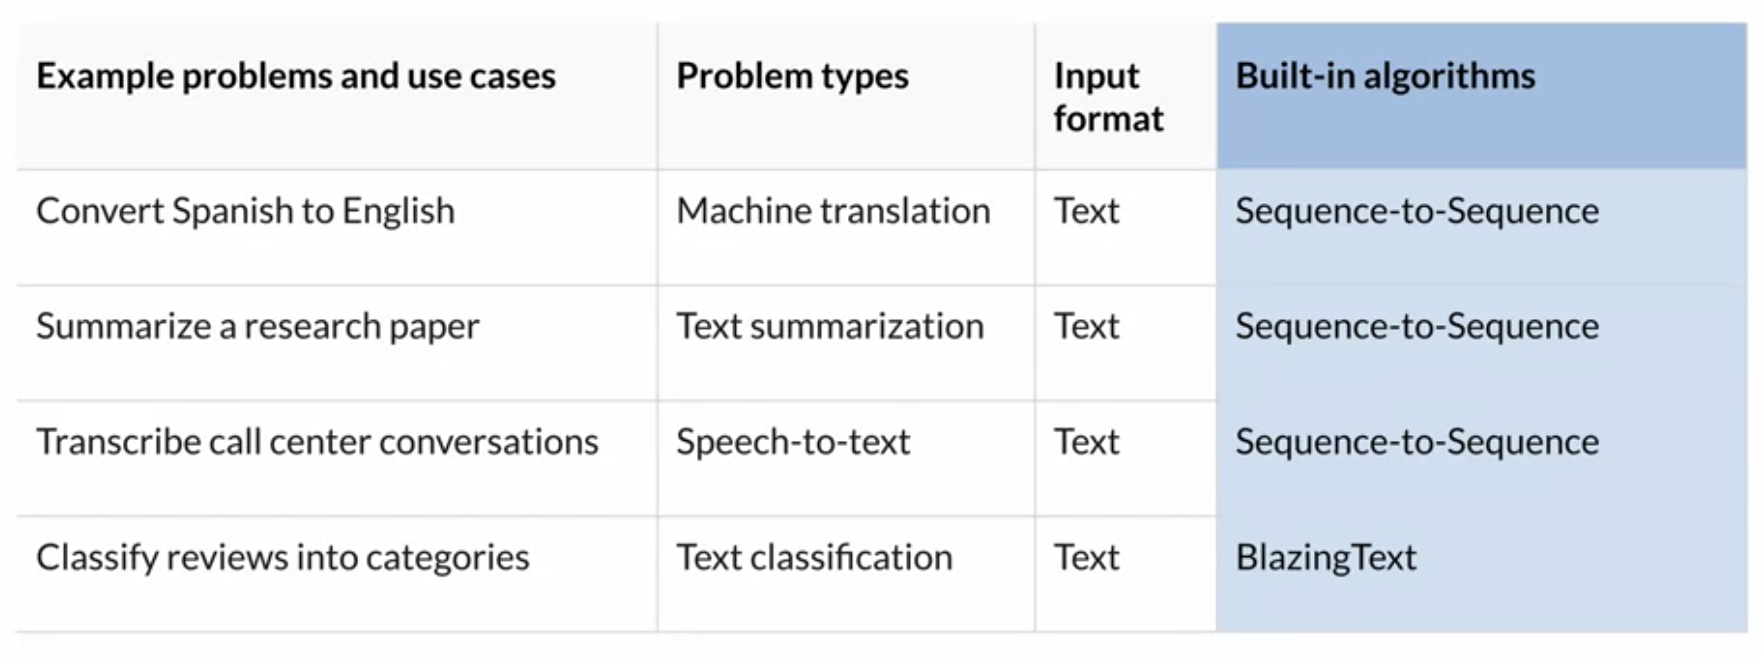 Example problems and use cases
Problem types
Input
format
Built-in algorithms
Convert Spanish to English
Machine translation
Text
Sequence-to-Sequence
Summarize a research paper
Text summarization
Text
Sequence-to-Sequence
Transcribe call center conversations
Speech-to-text
Text
Sequence-to-Sequence
Classify reviews into categories
Text classification
Text
BlazingText